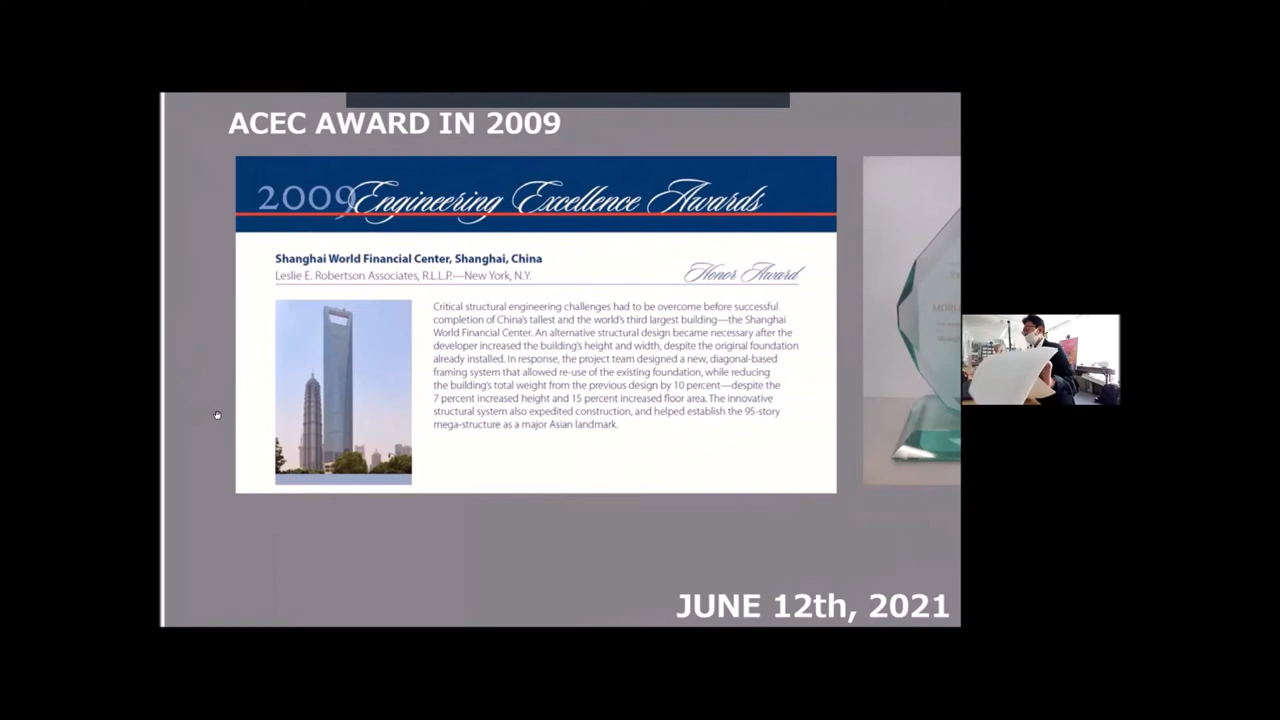 ACEC AWARD IN 2009
2009 Engineering Excellence Awards
Shanghai World Financial Center, Shanghai, China
Leslie E. Robertson Associates, R.L.L.P.—New York, N.Y.
Honor Award
Critical structural engineering challenges had to be overcome before successful
completion of China's tallest and the world's third largest building—the Shanghai
World Financial Center. An alternative structural design became necessary after the
developer increased the building's height and width, despite the original foundation
already installed. In response, the project team designed a new, diagonal-based
framing system that allowed re-use of the existing foundation, while reducing
the building's total weight from the previous design by 10 percent—despite the
7 percent increased height and 15 percent increased floor area. The innovative
structural system also expedited construction, and helped establish the 95-story
mega-structure as a major Asian landmark.
JUNE 12th, 2021